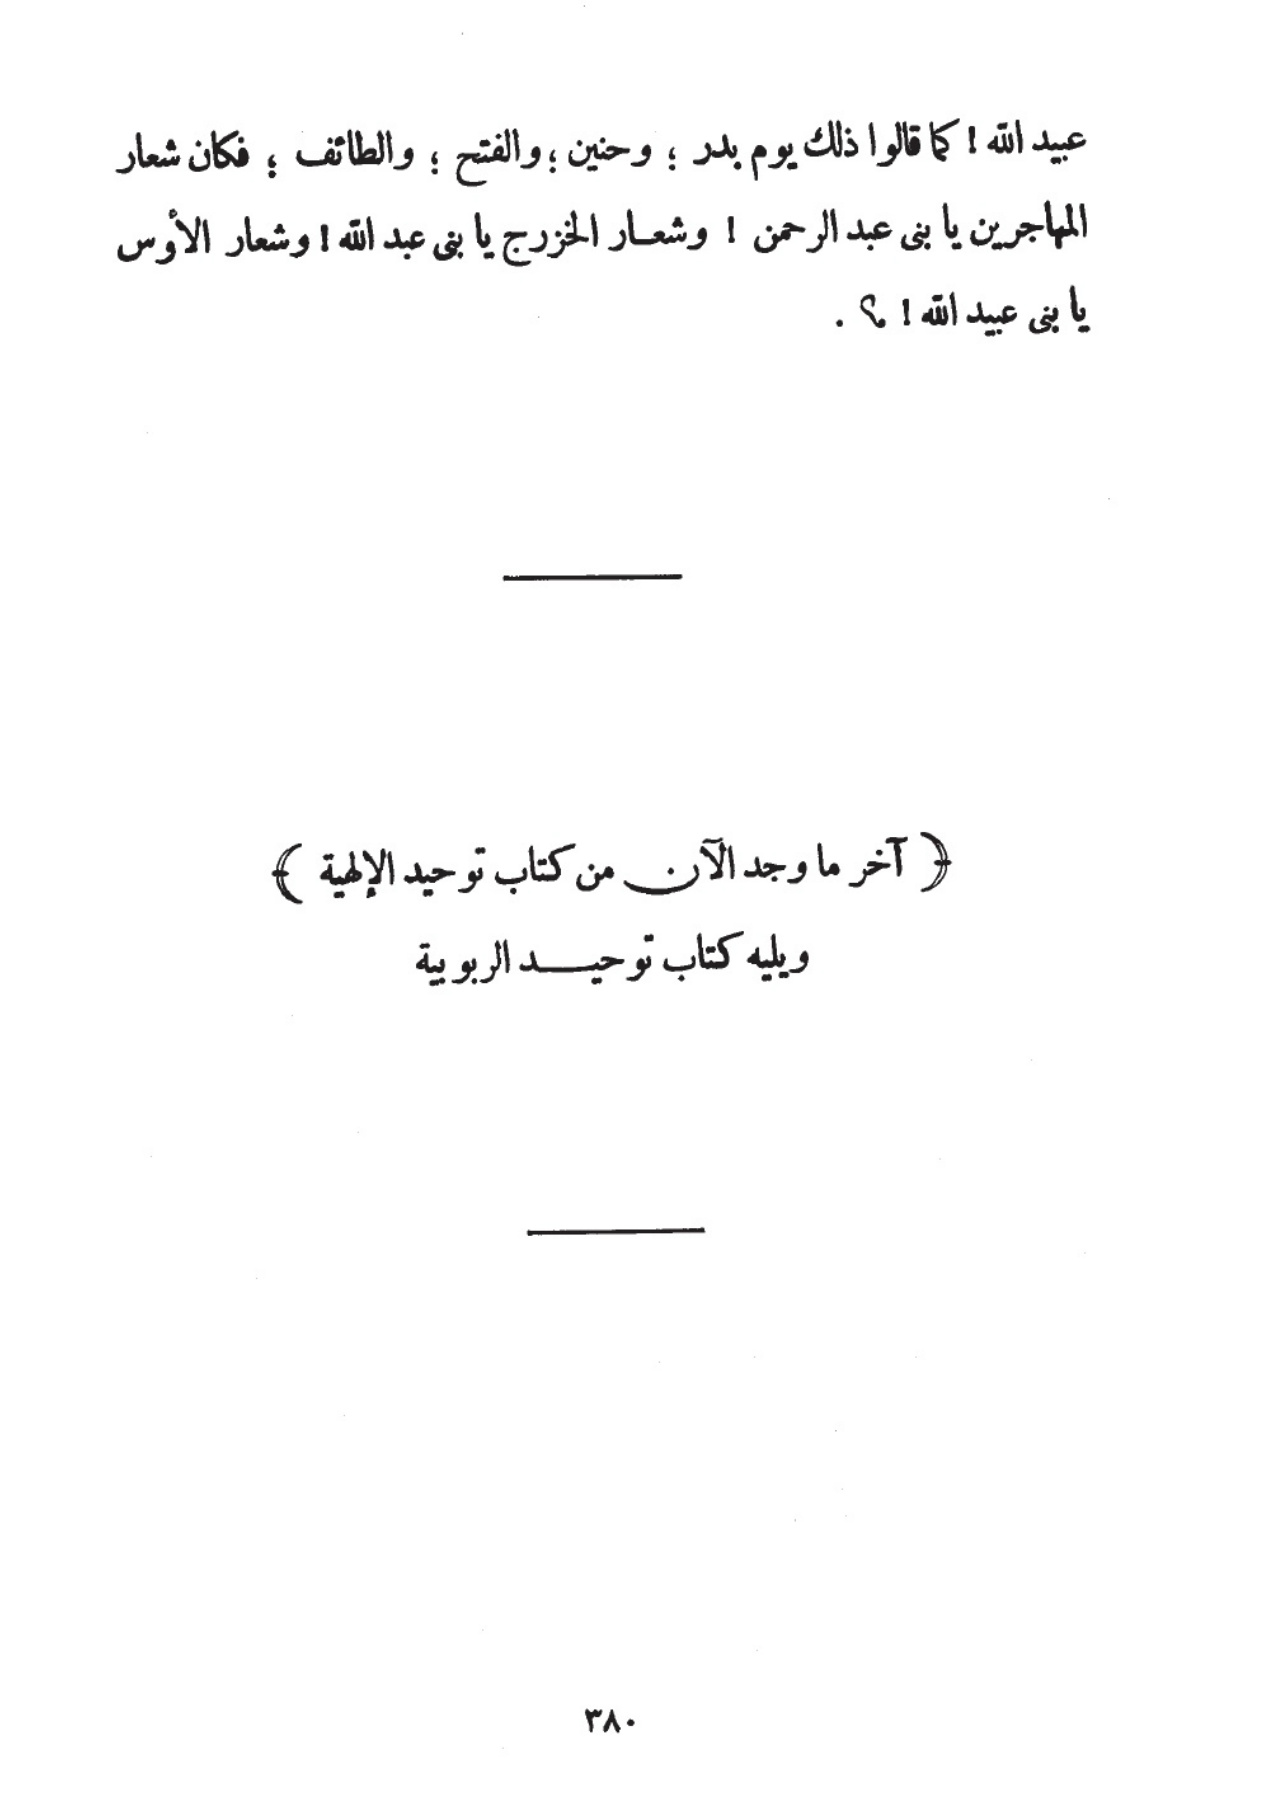 عبيد الله ! كما قالوا ذلك يوم بدر ؛ وحنين ؛ والفتح ؛ والطائف ؛ فكان شعار
المهاجرين يا بنى عبد الرحمن ! وشعار الخزرج يا بنى عبد الله ! وشعار الأوس
يا بنى عبيد الله ! ؟ .
﴿ آخر ما وجد الآن من كتاب توحيد الإلهية ﴾
ويليه كتاب توحيد الربوبية
٣٨٠